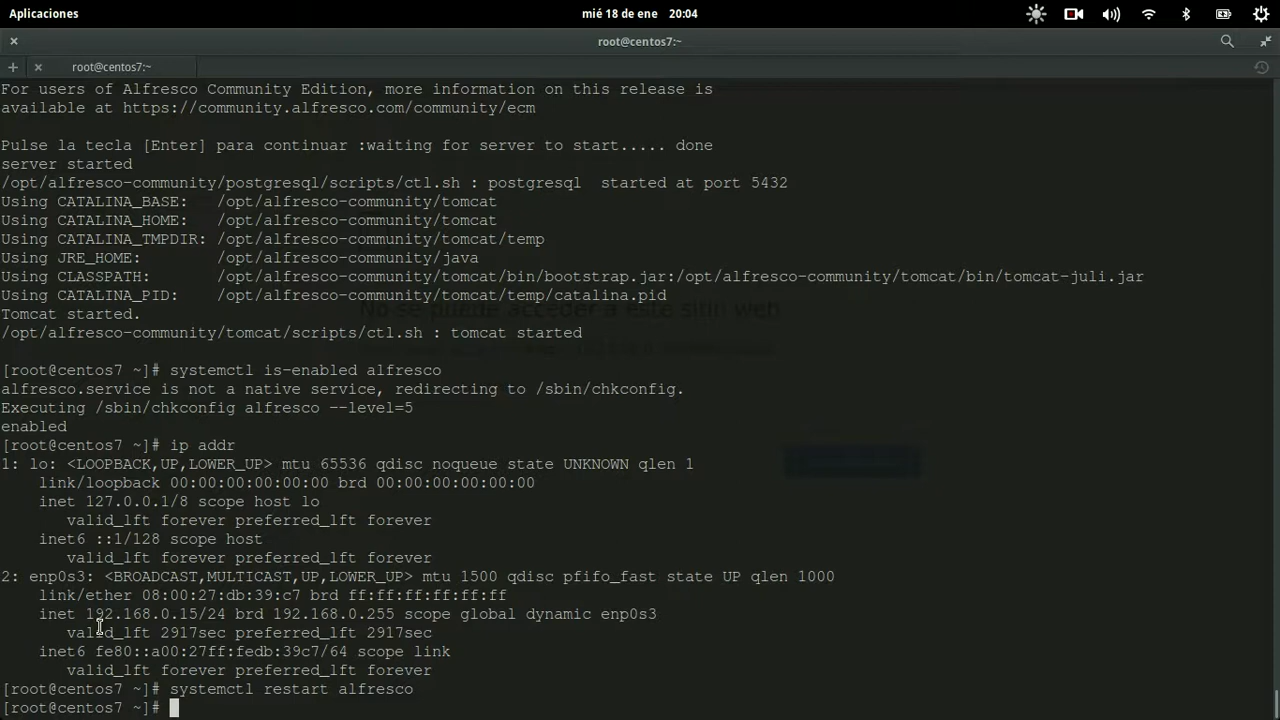 Aplicaciones
mié 18 de ene 20:04
root@centos7:~
root@centos7:~
For users of Alfresco Community Edition, more information on this release is
available at https://community.alfresco.com/community/ecm
Pulse la tecla [Enter] para continuar :waiting for server to start..... done
server started
/opt/alfresco-community/postgresql/scripts/ctl.sh : postgresql  started at port 5432
Using CATALINA_BASE:   /opt/alfresco-community/tomcat
Using CATALINA_HOME:   /opt/alfresco-community/tomcat
Using CATALINA_TMPDIR: /opt/alfresco-community/tomcat/temp
Using JRE_HOME:        /opt/alfresco-community/java
Using CLASSPATH:       /opt/alfresco-community/tomcat/bin/bootstrap.jar:/opt/alfresco-community/tomcat/bin/tomcat-juli.jar
Using CATALINA_PID:    /opt/alfresco-community/tomcat/temp/catalina.pid
No se puede acceder a este sitio web
Tomcat started.
/opt/alfresco-community/tomcat/scripts/ctl.sh : tomcat started
[root@centos7 ~]# systemctl is-enabled alfresco
alfresco.service is not a native service, redirecting to /sbin/chkconfig.
Executing /sbin/chkconfig alfresco --level=5
enabled
[root@centos7 ~]# ip addr
1: lo: <LOOPBACK,UP,LOWER_UP> mtu 65536 qdisc noqueue state UNKNOWN qlen 1
    link/loopback 00:00:00:00:00:00 brd 00:00:00:00:00:00
    inet 127.0.0.1/8 scope host lo
       valid_lft forever preferred_lft forever
    inet6 ::1/128 scope host
       valid_lft forever preferred_lft forever
2: enp0s3: <BROADCAST,MULTICAST,UP,LOWER_UP> mtu 1500 qdisc pfifo_fast state UP qlen 1000
    link/ether 08:00:27:db:39:c7 brd ff:ff:ff:ff:ff:ff
    inet 192.168.0.15/24 brd 192.168.0.255 scope global dynamic enp0s3
       valid_lft 2917sec preferred_lft 2917sec
    inet6 fe80::a00:27ff:fedb:39c7/64 scope link
       valid_lft forever preferred_lft forever
[root@centos7 ~]# systemctl restart alfresco
[root@centos7 ~]#